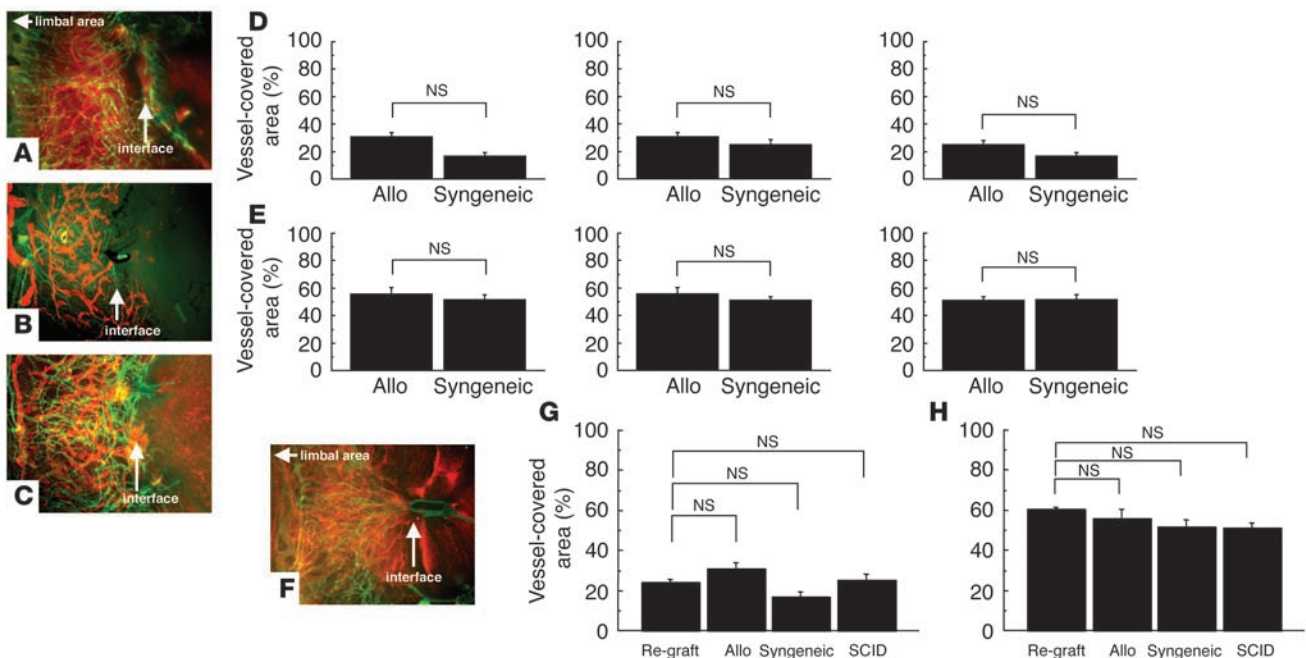 limbal area
interface
A
interface
B
interface
C
D
Vessel-covered
area (%)
100
80
60
40
20
0
NS
Allo Syngeneic
100
80
60
40
20
0
NS
Allo Syngeneic
100
80
60
40
20
0
NS
Allo Syngeneic
E
Vessel-covered
area (%)
100
80
60
40
20
0
NS
Allo Syngeneic
100
80
60
40
20
0
NS
Allo Syngeneic
100
80
60
40
20
0
NS
Allo Syngeneic
limbal area
interface
F
G
Vessel-covered
area (%)
100
80
60
40
20
0
NS
NS
NS
Re-graft Allo Syngeneic SCID
H
100
80
60
40
20
0
NS
NS
NS
Re-graft Allo Syngeneic SCID